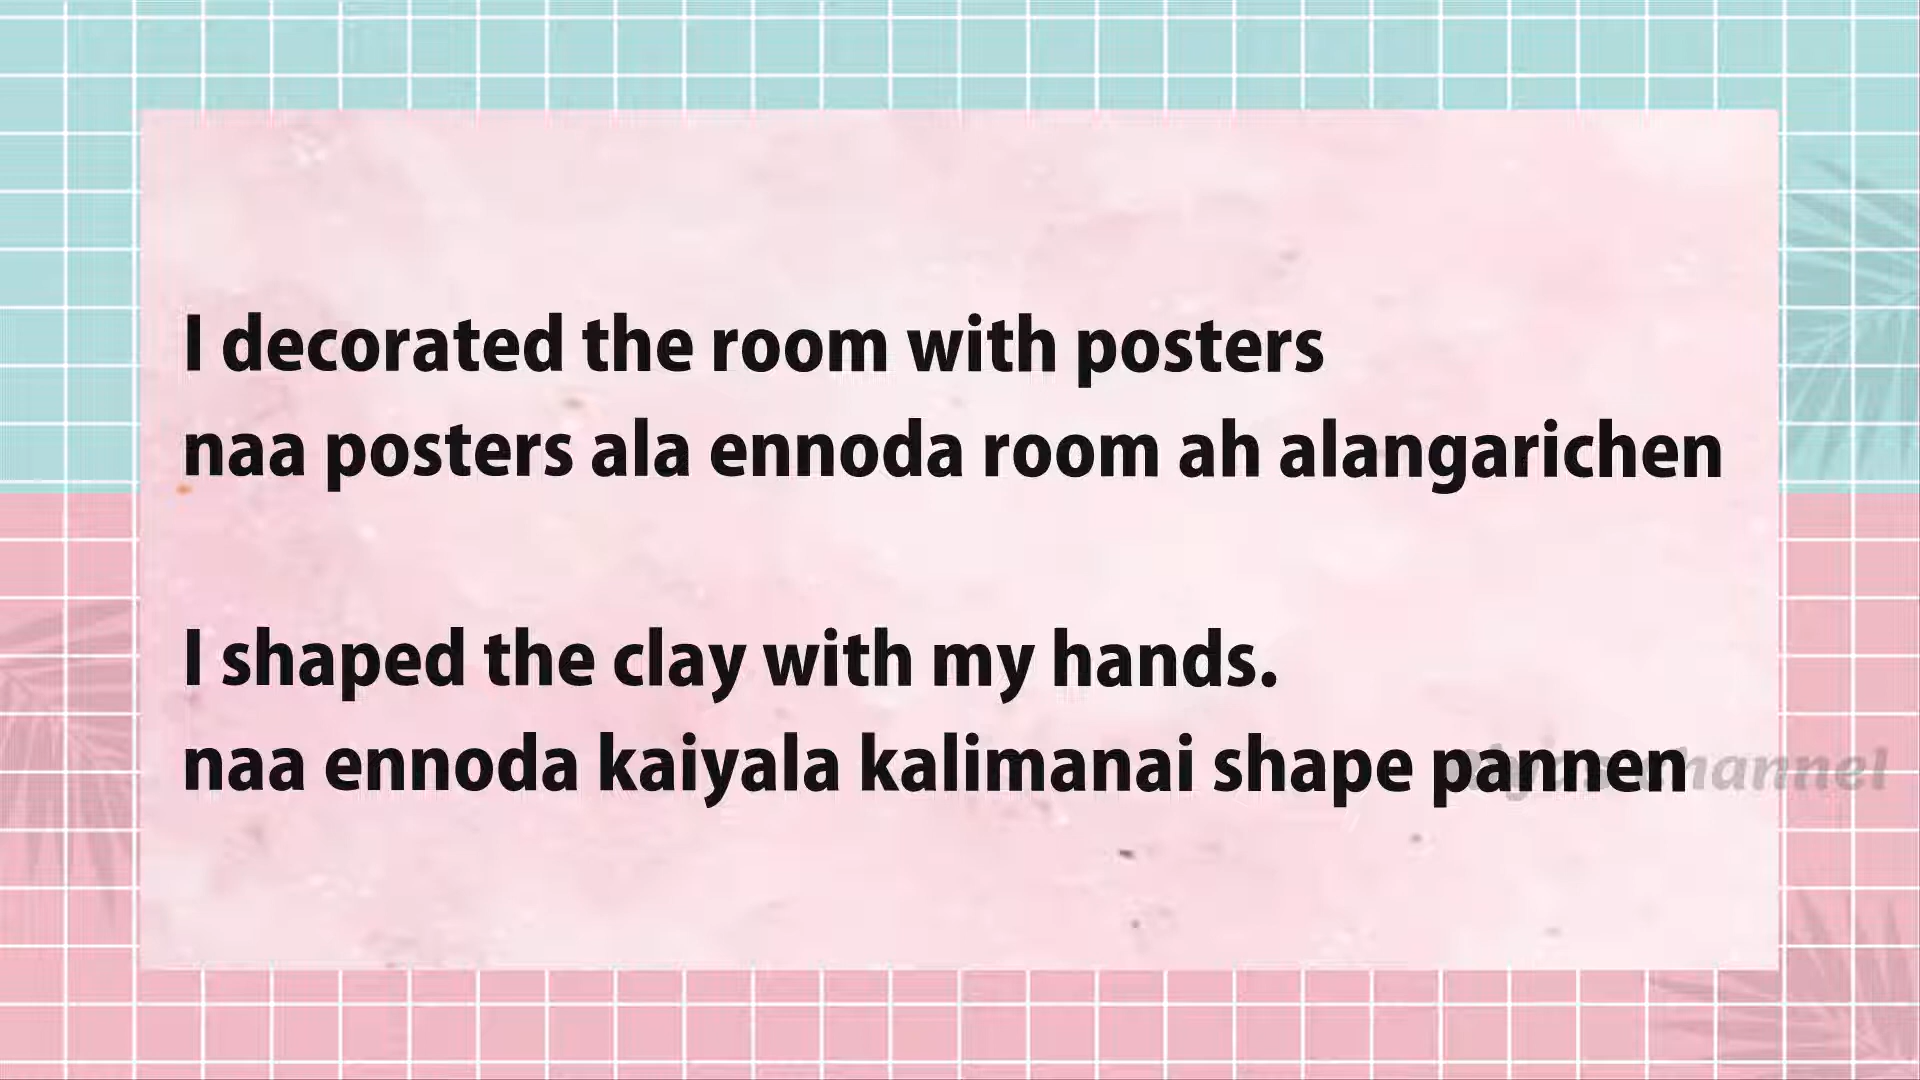 I decorated the room with posters
naa posters ala ennoda room ah alangarichen
I shaped the clay with my hands.
naa ennoda kaiyala kalimanai shape pannen
channel